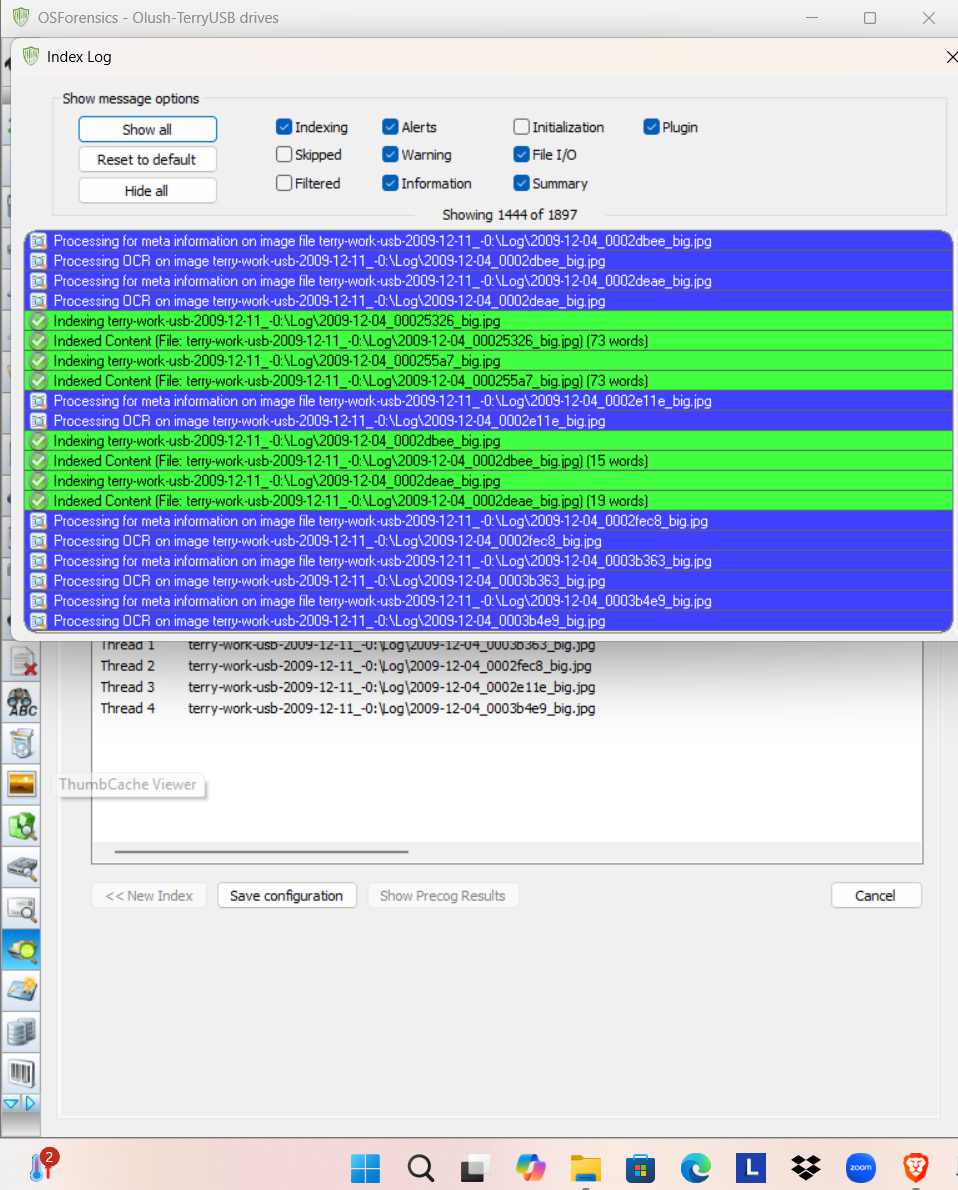 OSForensics - Olush-TerryUSB drives
Index Log
Show message options
Show all
Indexing
Alerts
Initialization
Plugin
Reset to default
Skipped
Warning
File I/O
Hide all
Filtered
Information
Summary
Showing 1444 of 1897
Processing for meta information on image file terry-work-usb-2009-12-11_-0:\Log\2009-12-04_0002dbee_big.jpg
Processing OCR on image terry-work-usb-2009-12-11_-0:\Log\2009-12-04_0002dbee_big.jpg
Processing for meta information on image file terry-work-usb-2009-12-11_-0:\Log\2009-12-04_0002deae_big.jpg
Processing OCR on image terry-work-usb-2009-12-11_-0:\Log\2009-12-04_0002deae_big.jpg
Indexing terry-work-usb-2009-12-11_-0:\Log\2009-12-04_00025326_big.jpg
Indexed Content (File: terry-work-usb-2009-12-11_-0:\Log\2009-12-04_00025326_big.jpg) (73 words)
Indexing terry-work-usb-2009-12-11_-0:\Log\2009-12-04_000255a7_big.jpg
Indexed Content (File: terry-work-usb-2009-12-11_-0:\Log\2009-12-04_000255a7_big.jpg) (73 words)
Processing for meta information on image file terry-work-usb-2009-12-11_-0:\Log\2009-12-04_0002e11e_big.jpg
Processing OCR on image terry-work-usb-2009-12-11_-0:\Log\2009-12-04_0002e11e_big.jpg
Indexing terry-work-usb-2009-12-11_-0:\Log\2009-12-04_0002dbee_big.jpg
Indexed Content (File: terry-work-usb-2009-12-11_-0:\Log\2009-12-04_0002dbee_big.jpg) (15 words)
Indexing terry-work-usb-2009-12-11_-0:\Log\2009-12-04_0002deae_big.jpg
Indexed Content (File: terry-work-usb-2009-12-11_-0:\Log\2009-12-04_0002deae_big.jpg) (19 words)
Processing for meta information on image file terry-work-usb-2009-12-11_-0:\Log\2009-12-04_0002fec8_big.jpg
Processing OCR on image terry-work-usb-2009-12-11_-0:\Log\2009-12-04_0002fec8_big.jpg
Processing for meta information on image file terry-work-usb-2009-12-11_-0:\Log\2009-12-04_0003b363_big.jpg
Processing OCR on image terry-work-usb-2009-12-11_-0:\Log\2009-12-04_0003b363_big.jpg
Processing for meta information on image file terry-work-usb-2009-12-11_-0:\Log\2009-12-04_0003b4e9_big.jpg
Processing OCR on image terry-work-usb-2009-12-11_-0:\Log\2009-12-04_0003b4e9_big.jpg
Thread 1 terry-work-usb-2009-12-11_-0:\Log\2009-12-04_0003b363_big.jpg
Thread 2 terry-work-usb-2009-12-11_-0:\Log\2009-12-04_0002fec8_big.jpg
Thread 3 terry-work-usb-2009-12-11_-0:\Log\2009-12-04_0002e11e_big.jpg
Thread 4 terry-work-usb-2009-12-11_-0:\Log\2009-12-04_0003b4e9_big.jpg
ABC
ThumbCache Viewer
<< New Index
Save configuration
Show Precog Results
Cancel
2
L
zoom